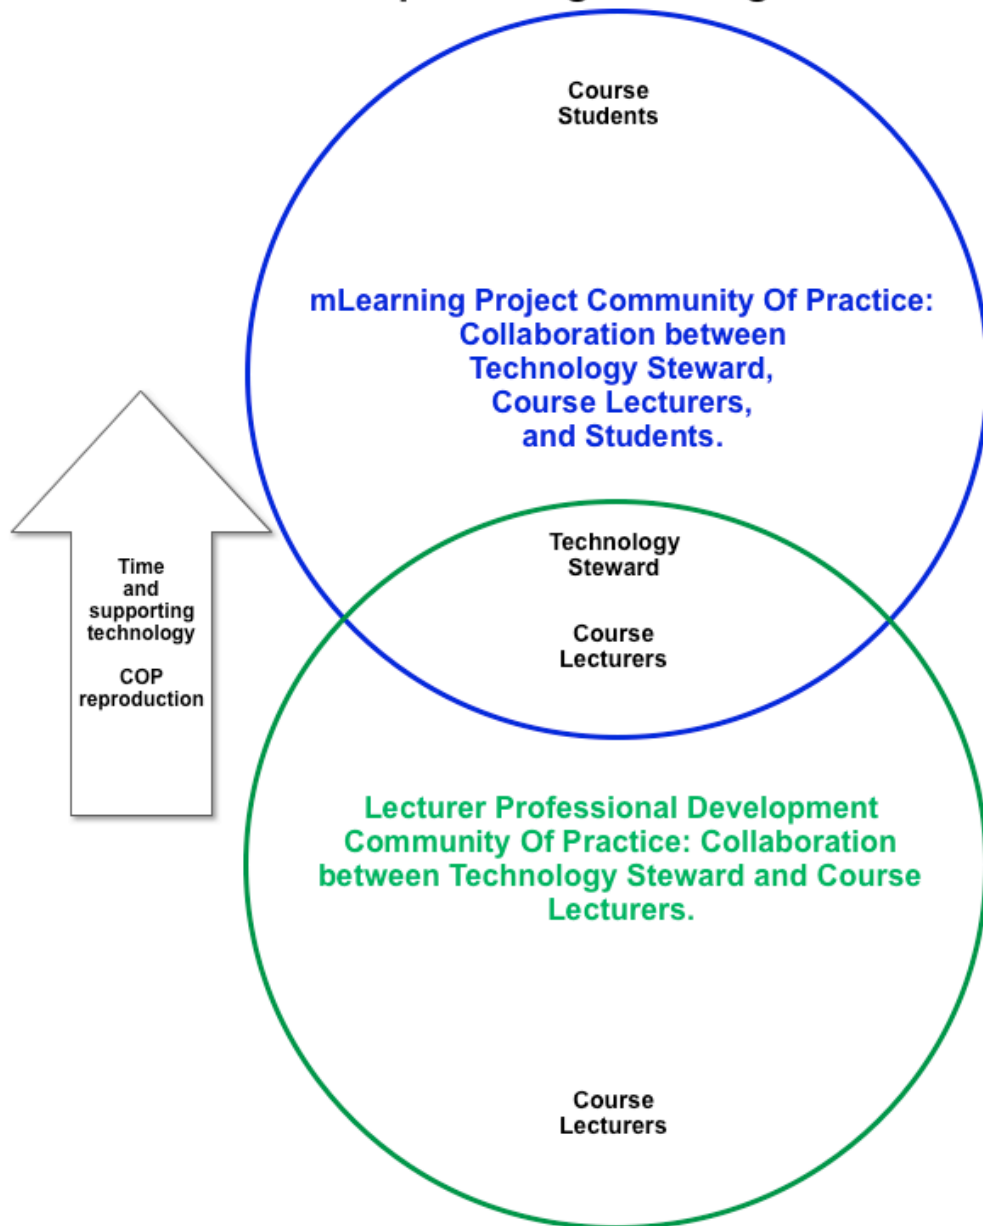 Course
Students
mLearning Project Community Of Practice:
Collaboration between
Technology Steward,
Course Lecturers,
and Students.
Technology
Steward
Time
and
supporting
technology
COP
reproduction
Course
Lecturers
Lecturer Professional Development
Community Of Practice: Collaboration
between Technology Steward and Course
Lecturers.
Course
Lecturers